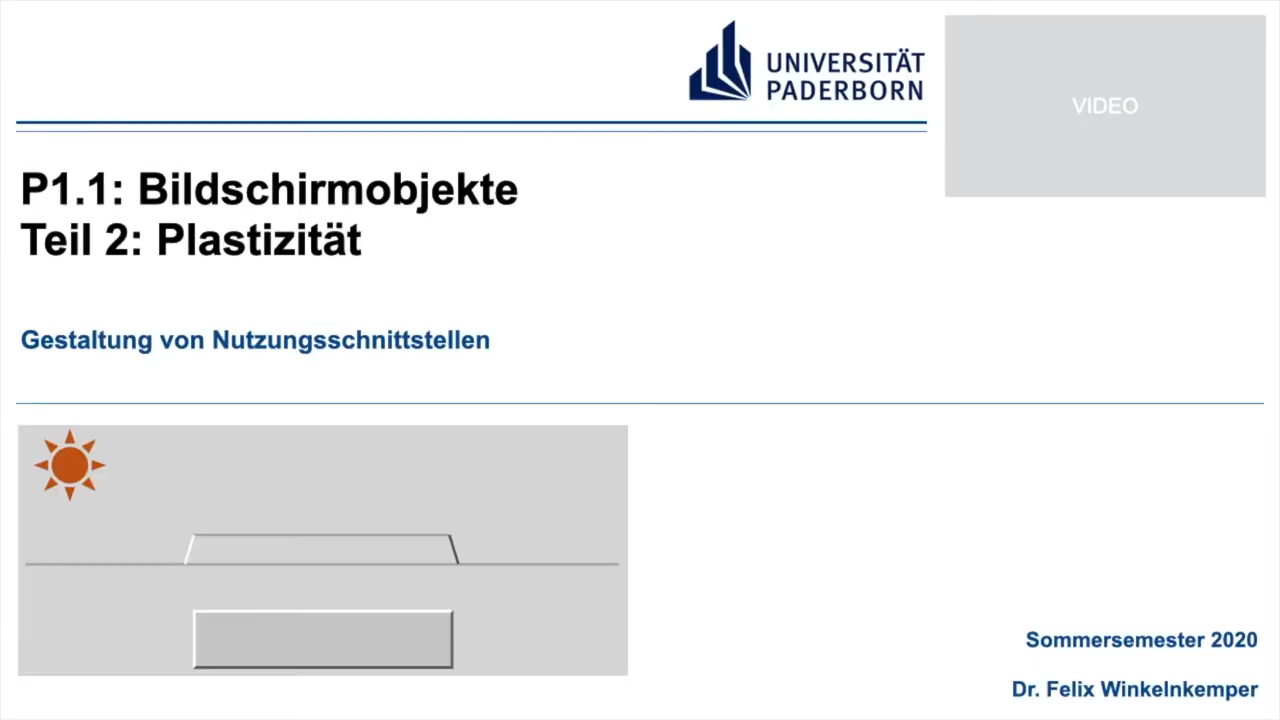 UNIVERSITÄT
PADERBORN
VIDEO
P1.1: Bildschirmobjekte
Teil 2: Plastizität
Gestaltung von Nutzungsschnittstellen
Sommersemester 2020
Dr. Felix Winkelnkemper